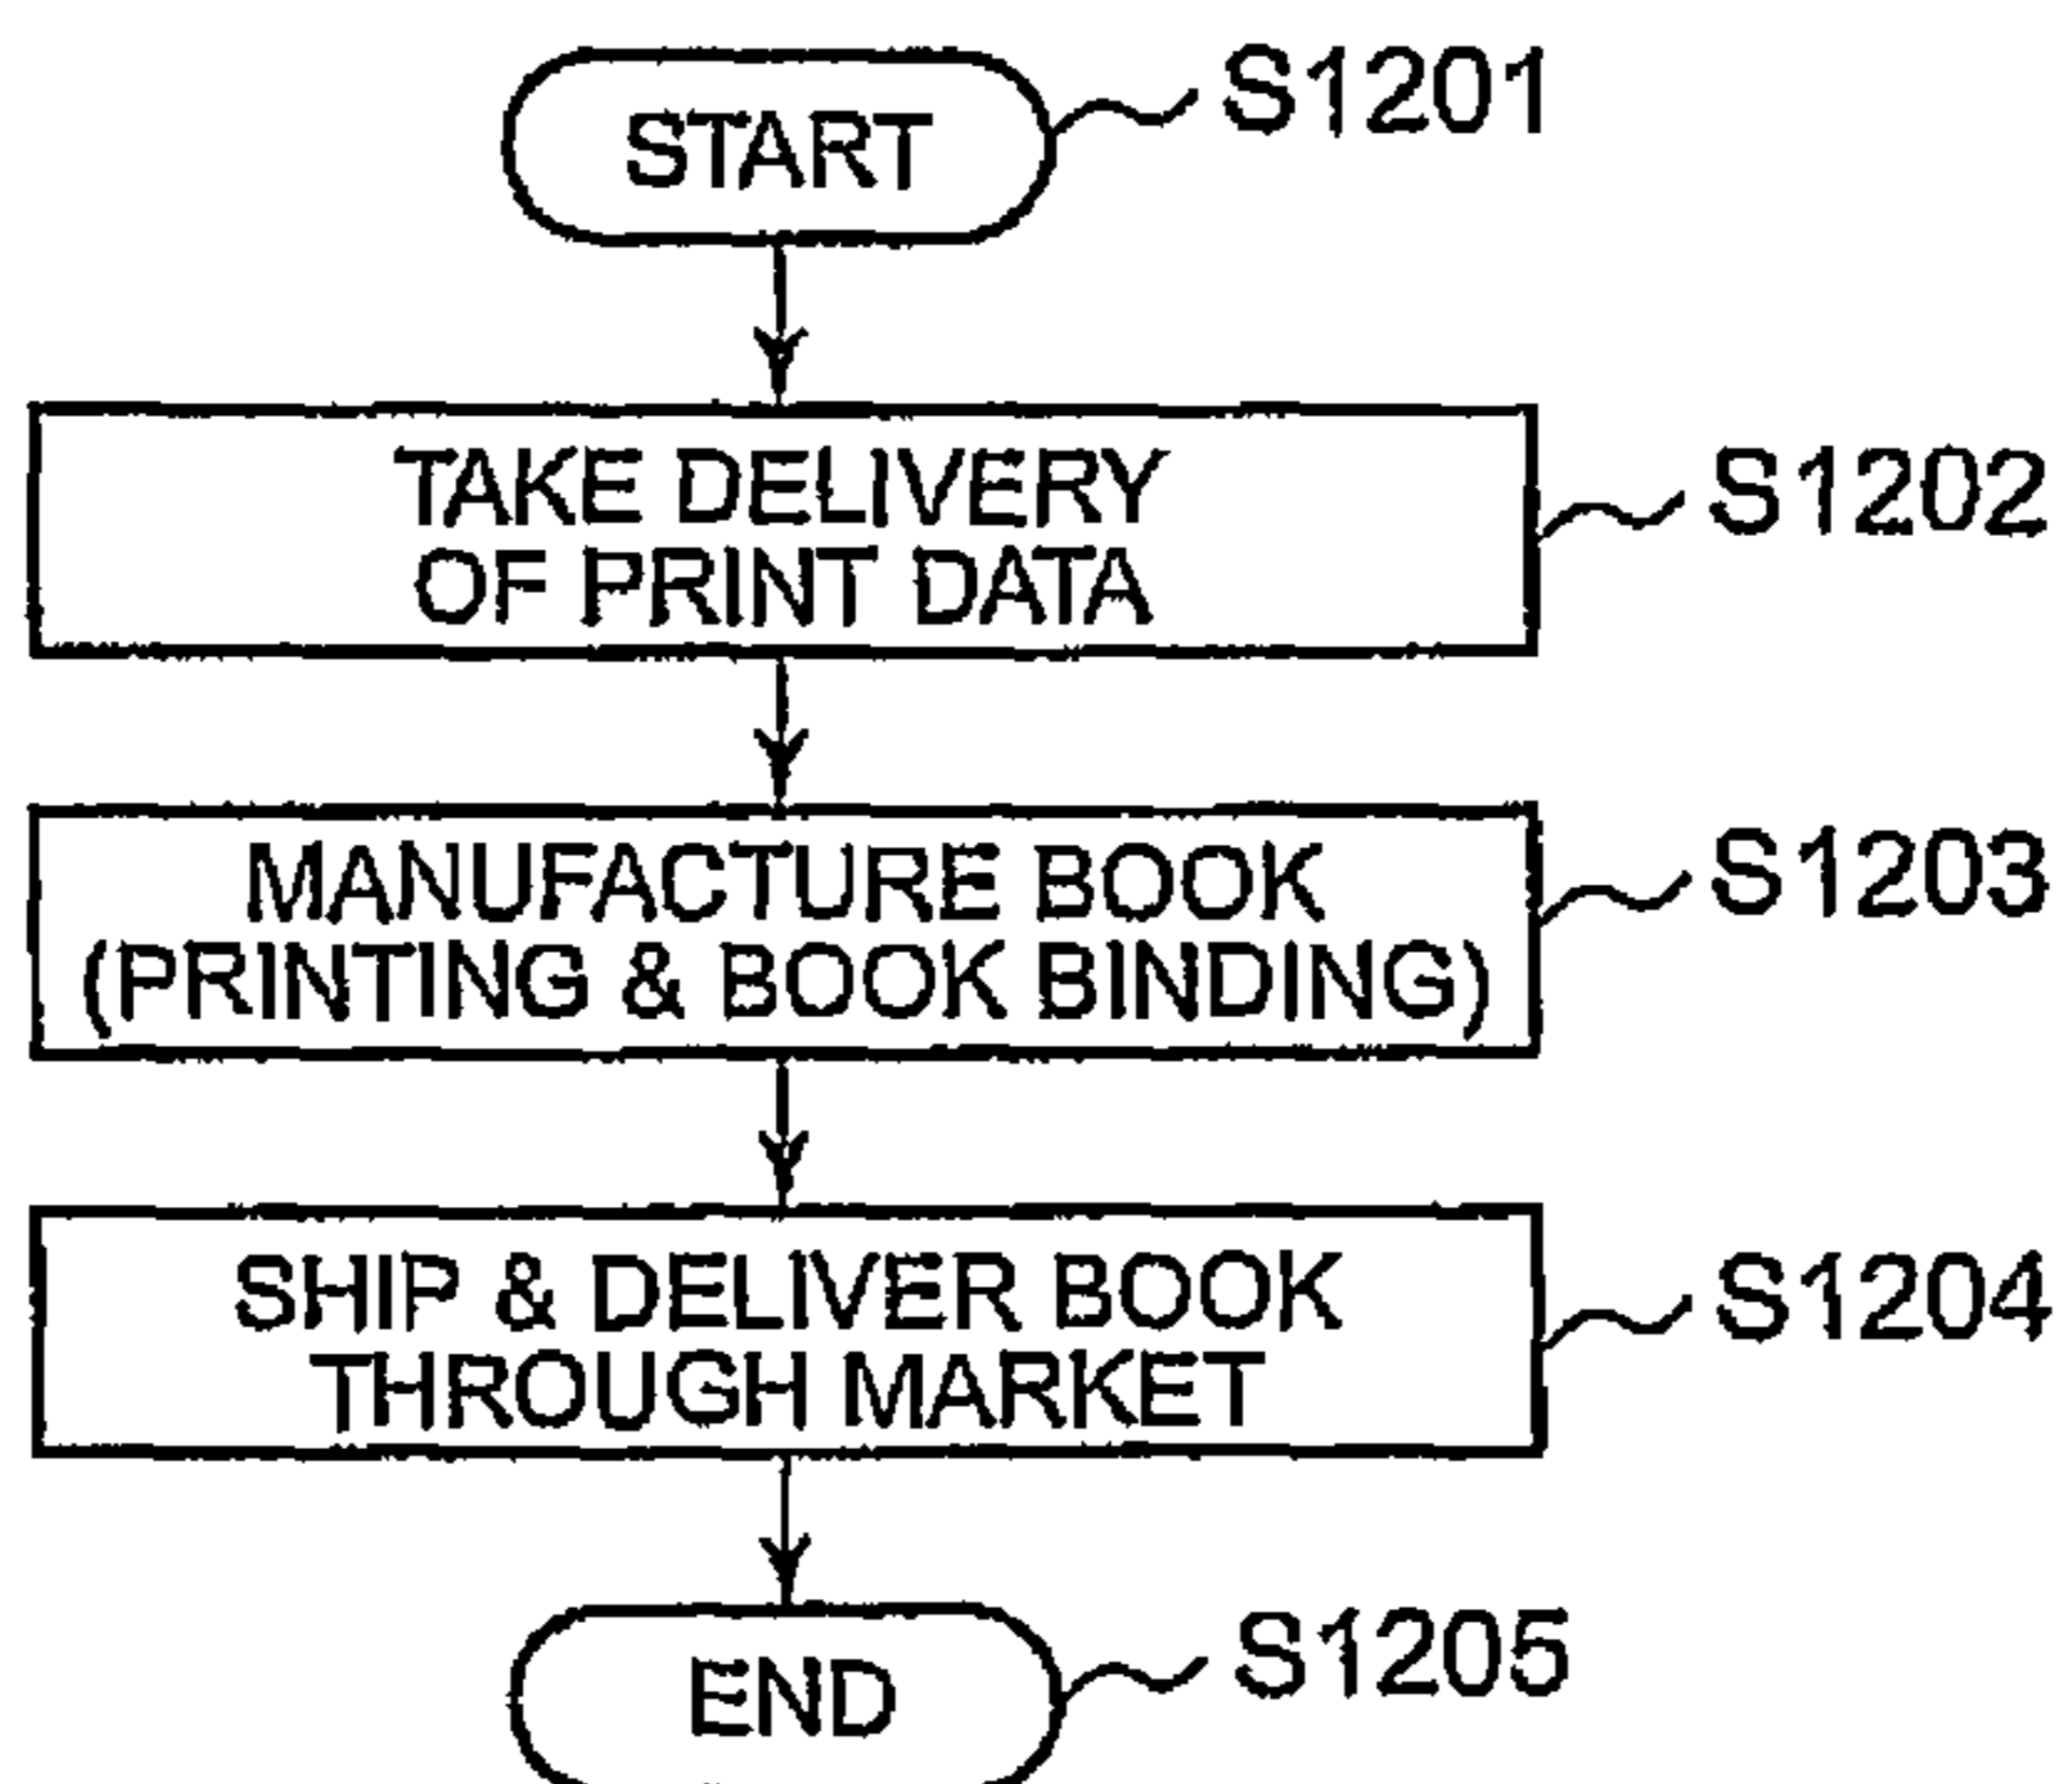 START
S1201
TAKE DELIVERY
OF PRINT DATA
S1202
MANUFACTURE BOOK
(PRINTING & BOOK BINDING)
S1203
SHIP & DELIVER BOOK
THROUGH MARKET
S1204
END
S1205